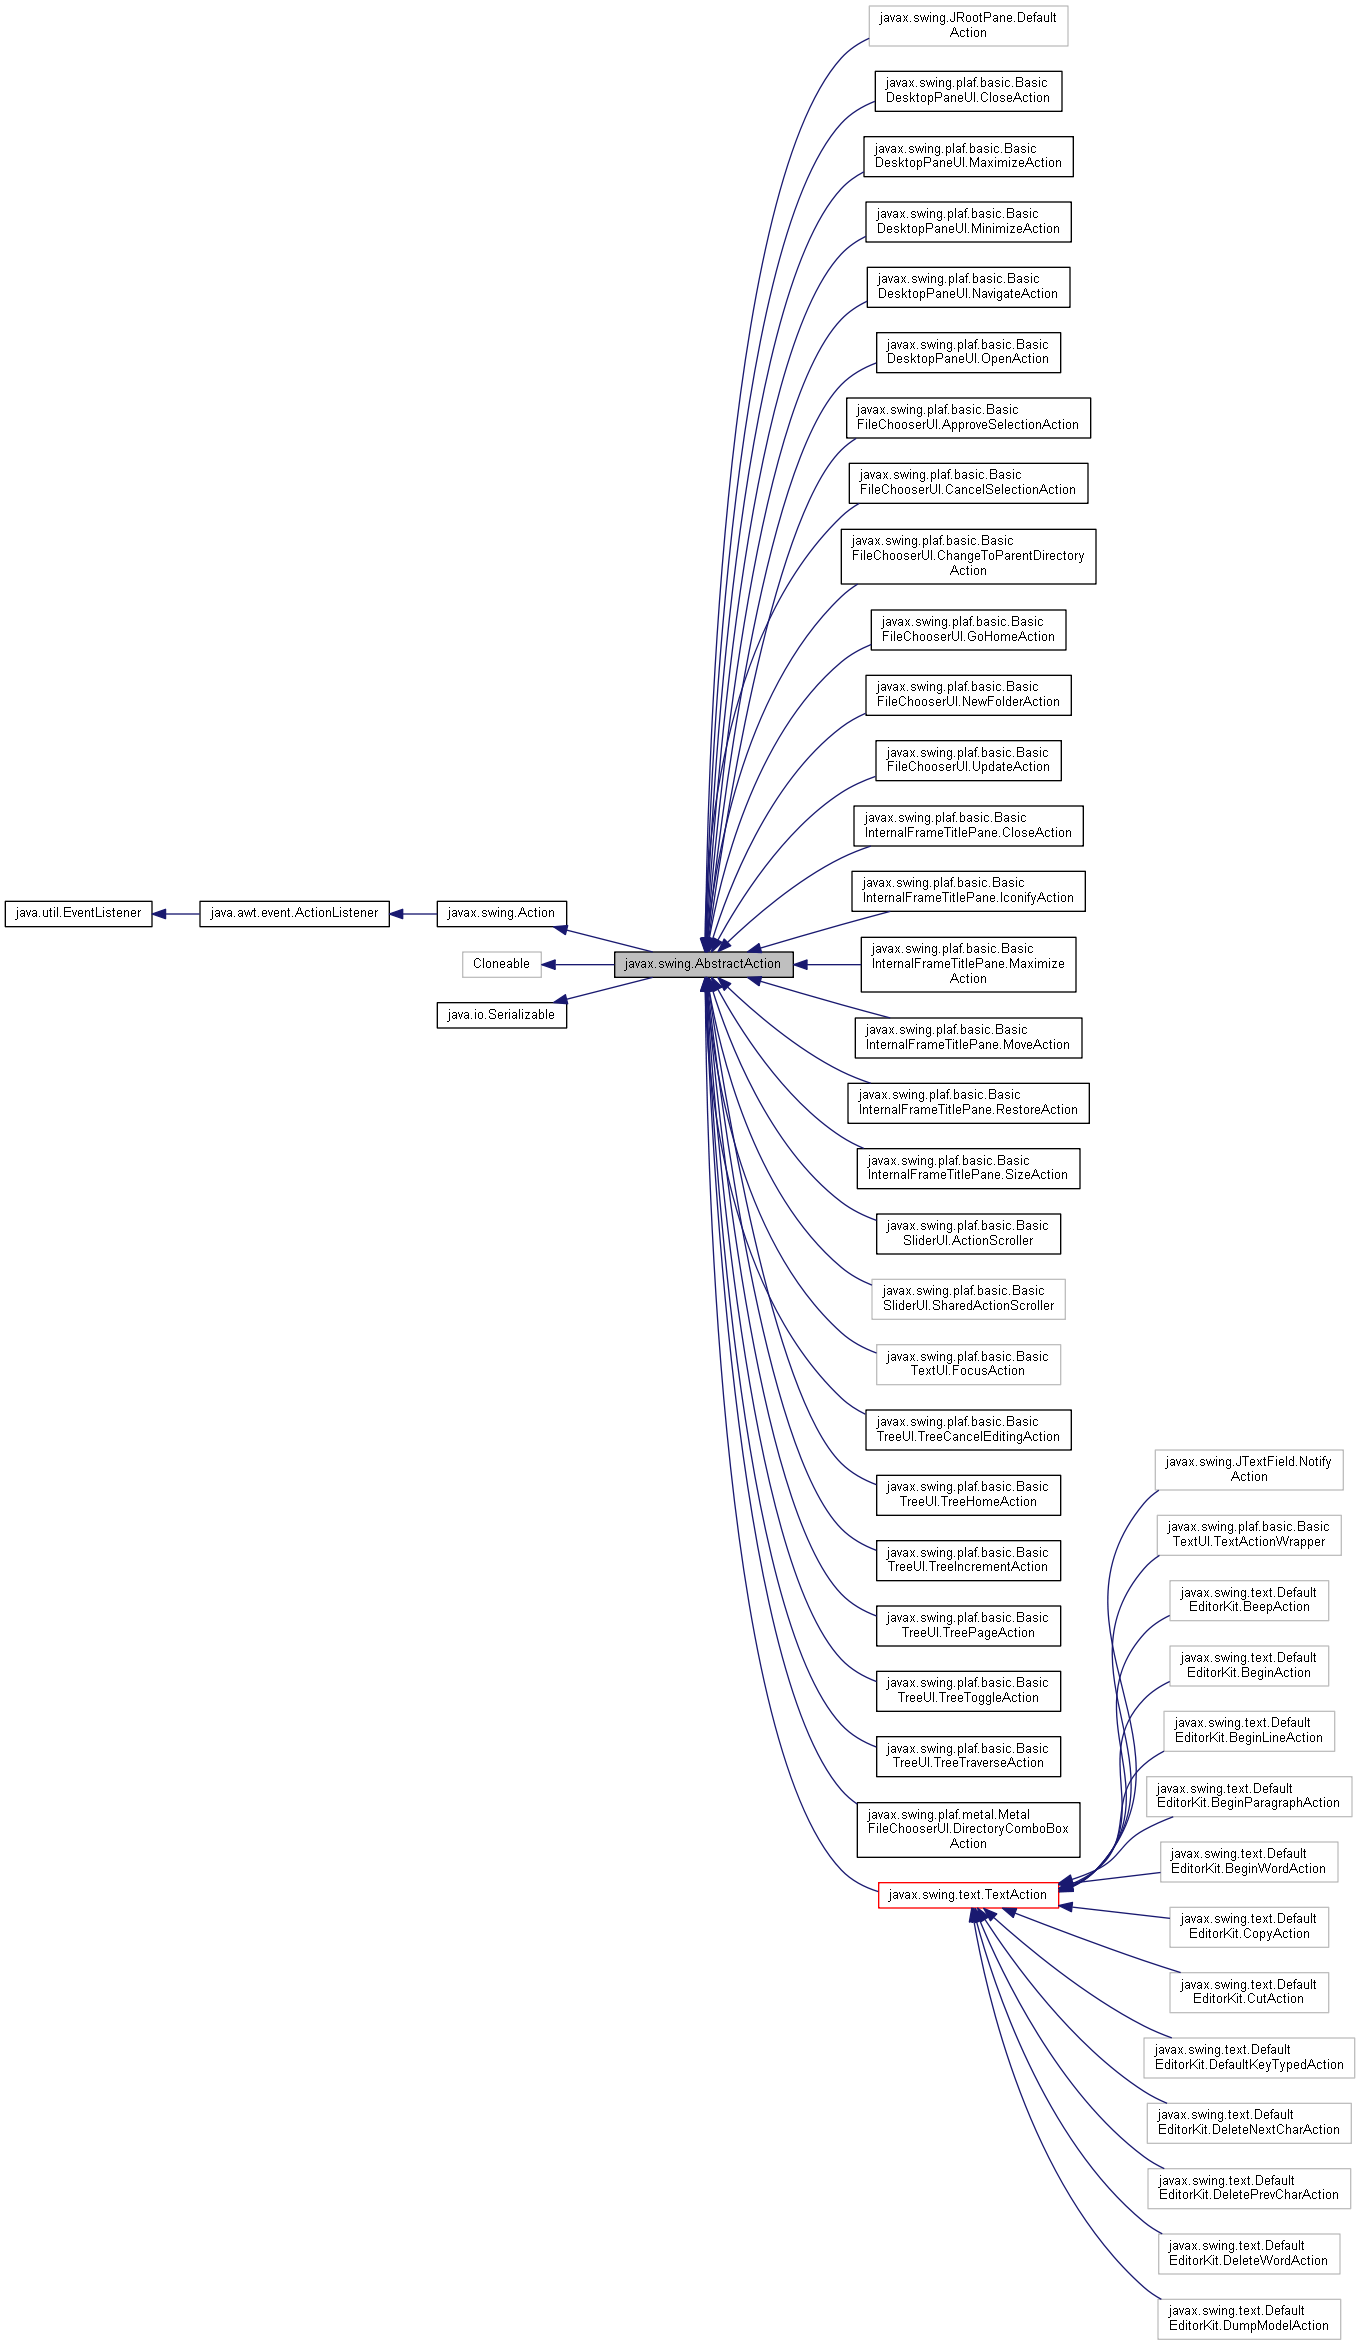 javax.swing.JRootPane.Default
Action
javax.swing.plaf.basic.Basic
DesktopPaneUI.CloseAction
javax.swing.plaf.basic.Basic
DesktopPaneUI.MaximizeAction
javax.swing.plaf.basic.Basic
DesktopPaneUI.MinimizeAction
javax.swing.plaf.basic.Basic
DesktopPaneUI.NavigateAction
javax.swing.plaf.basic.Basic
DesktopPaneUI.OpenAction
javax.swing.plaf.basic.Basic
FileChooserUI.ApproveSelectionAction
javax.swing.plaf.basic.Basic
FileChooserUI.CancelSelectionAction
javax.swing.plaf.basic.Basic
FileChooserUI.ChangeToParentDirectory
Action
javax.swing.plaf.basic.Basic
FileChooserUI.GoHomeAction
javax.swing.plaf.basic.Basic
FileChooserUI.NewFolderAction
javax.swing.plaf.basic.Basic
FileChooserUI.UpdateAction
javax.swing.plaf.basic.Basic
InternalFrameTitlePane.CloseAction
javax.swing.plaf.basic.Basic
InternalFrameTitlePane.IconifyAction
java.util.EventListener
java.awt.event.ActionListener
javax.swing.Action
Cloneable
java.io.Serializable
javax.swing.AbstractAction
javax.swing.plaf.basic.Basic
InternalFrameTitlePane.Maximize
Action
javax.swing.plaf.basic.Basic
InternalFrameTitlePane.MoveAction
javax.swing.plaf.basic.Basic
InternalFrameTitlePane.RestoreAction
javax.swing.plaf.basic.Basic
InternalFrameTitlePane.SizeAction
javax.swing.plaf.basic.Basic
SliderUI.ActionScroller
javax.swing.plaf.basic.Basic
SliderUI.SharedActionScroller
javax.swing.plaf.basic.Basic
TextUI.FocusAction
javax.swing.plaf.basic.Basic
TreeUI.TreeCancelEditingAction
javax.swing.plaf.basic.Basic
TreeUI.TreeHomeAction
javax.swing.plaf.basic.Basic
TreeUI.TreeIncrementAction
javax.swing.plaf.basic.Basic
TreeUI.TreePageAction
javax.swing.plaf.basic.Basic
TreeUI.TreeToggleAction
javax.swing.plaf.basic.Basic
TreeUI.TreeTraverseAction
javax.swing.plaf.metal.Metal
FileChooserUI.DirectoryComboBox
Action
javax.swing.text.TextAction
javax.swing.JTextField.Notify
Action
javax.swing.plaf.basic.Basic
TextUI.TextActionWrapper
javax.swing.text.Default
EditorKit.BeepAction
javax.swing.text.Default
EditorKit.BeginAction
javax.swing.text.Default
EditorKit.BeginLineAction
javax.swing.text.Default
EditorKit.BeginParagraphAction
javax.swing.text.Default
EditorKit.BeginWordAction
javax.swing.text.Default
EditorKit.CopyAction
javax.swing.text.Default
EditorKit.CutAction
javax.swing.text.Default
EditorKit.DefaultKeyTypedAction
javax.swing.text.Default
EditorKit.DeleteNextCharAction
javax.swing.text.Default
EditorKit.DeletePrevCharAction
javax.swing.text.Default
EditorKit.DeleteWordAction
javax.swing.text.Default
EditorKit.DumpModelAction